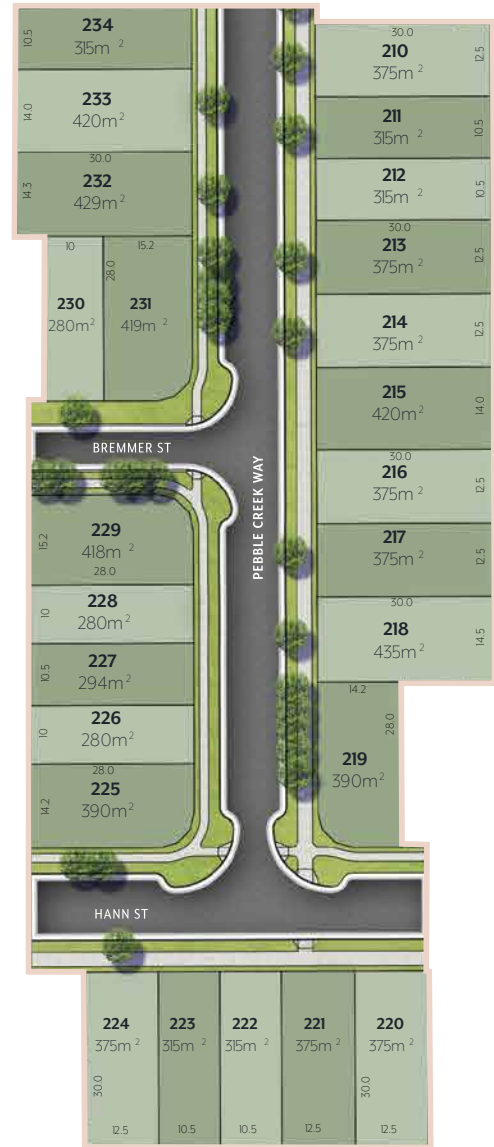 234
315m²
10.5
233
420m²
14.0
30.0
232
429m²
14.3
10
230
280m²
15.2
28.0
231
419m²
BREMMER ST
229
418m²
15.2
28.0
228
280m²
10
227
294m²
10.5
226
280m²
10
28.0
225
390m²
14.2
HANN ST
PEBBLE CREEK WAY
30.0
210
375m²
12.5
211
315m²
10.5
212
315m²
10.5
30.0
213
375m²
12.5
214
375m²
12.5
215
420m²
14.0
30.0
216
375m²
12.5
217
375m²
12.5
30.0
218
435m²
14.5
14.2
28.0
219
390m²
224
375m²
30.0
12.5
223
315m²
10.5
222
315m²
10.5
221
375m²
12.5
220
375m²
30.0
12.5